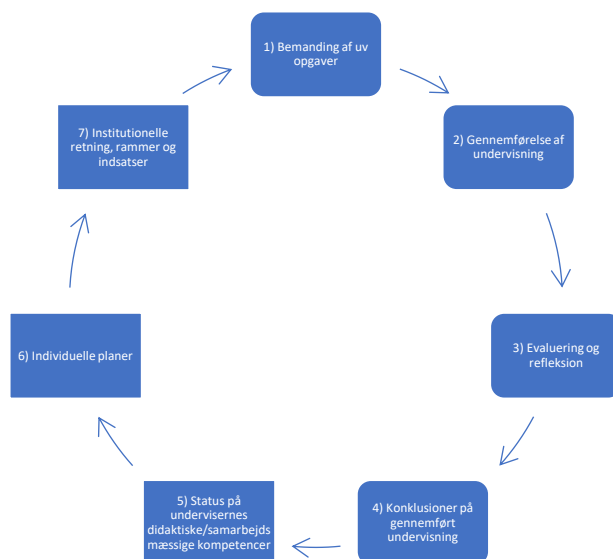 1) Bemanding af uv
opgaver
2) Gennemførelse af
undervisning
3) Evaluering og
refleksion
4) Konklusioner på
gennemført
undervisning
5) Status på
undervisernes
didaktiske/samarbejds
mæssige kompetencer
6) Individuelle planer
7) Institutionelle
retning, rammer og
indsatser